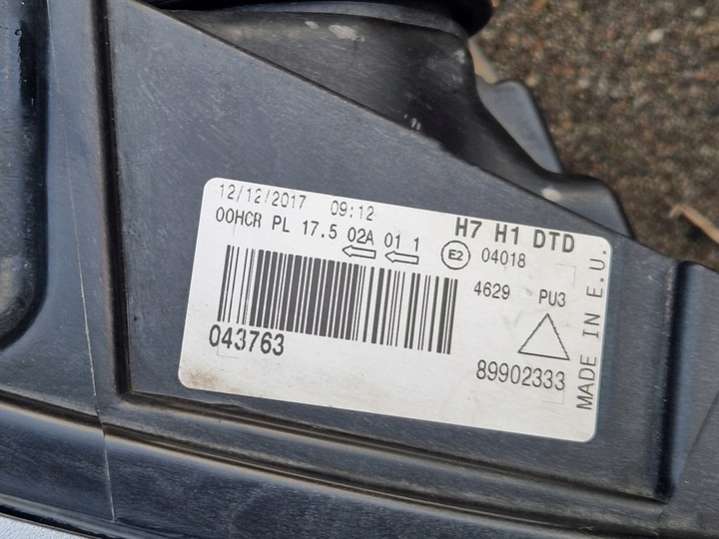 12/12/2017 09:12
H7 H1 DTD
00HCR PL 17.5 02A 01 1
E2 04018
4629 PU3
043763
89902333
MADE IN E.U.